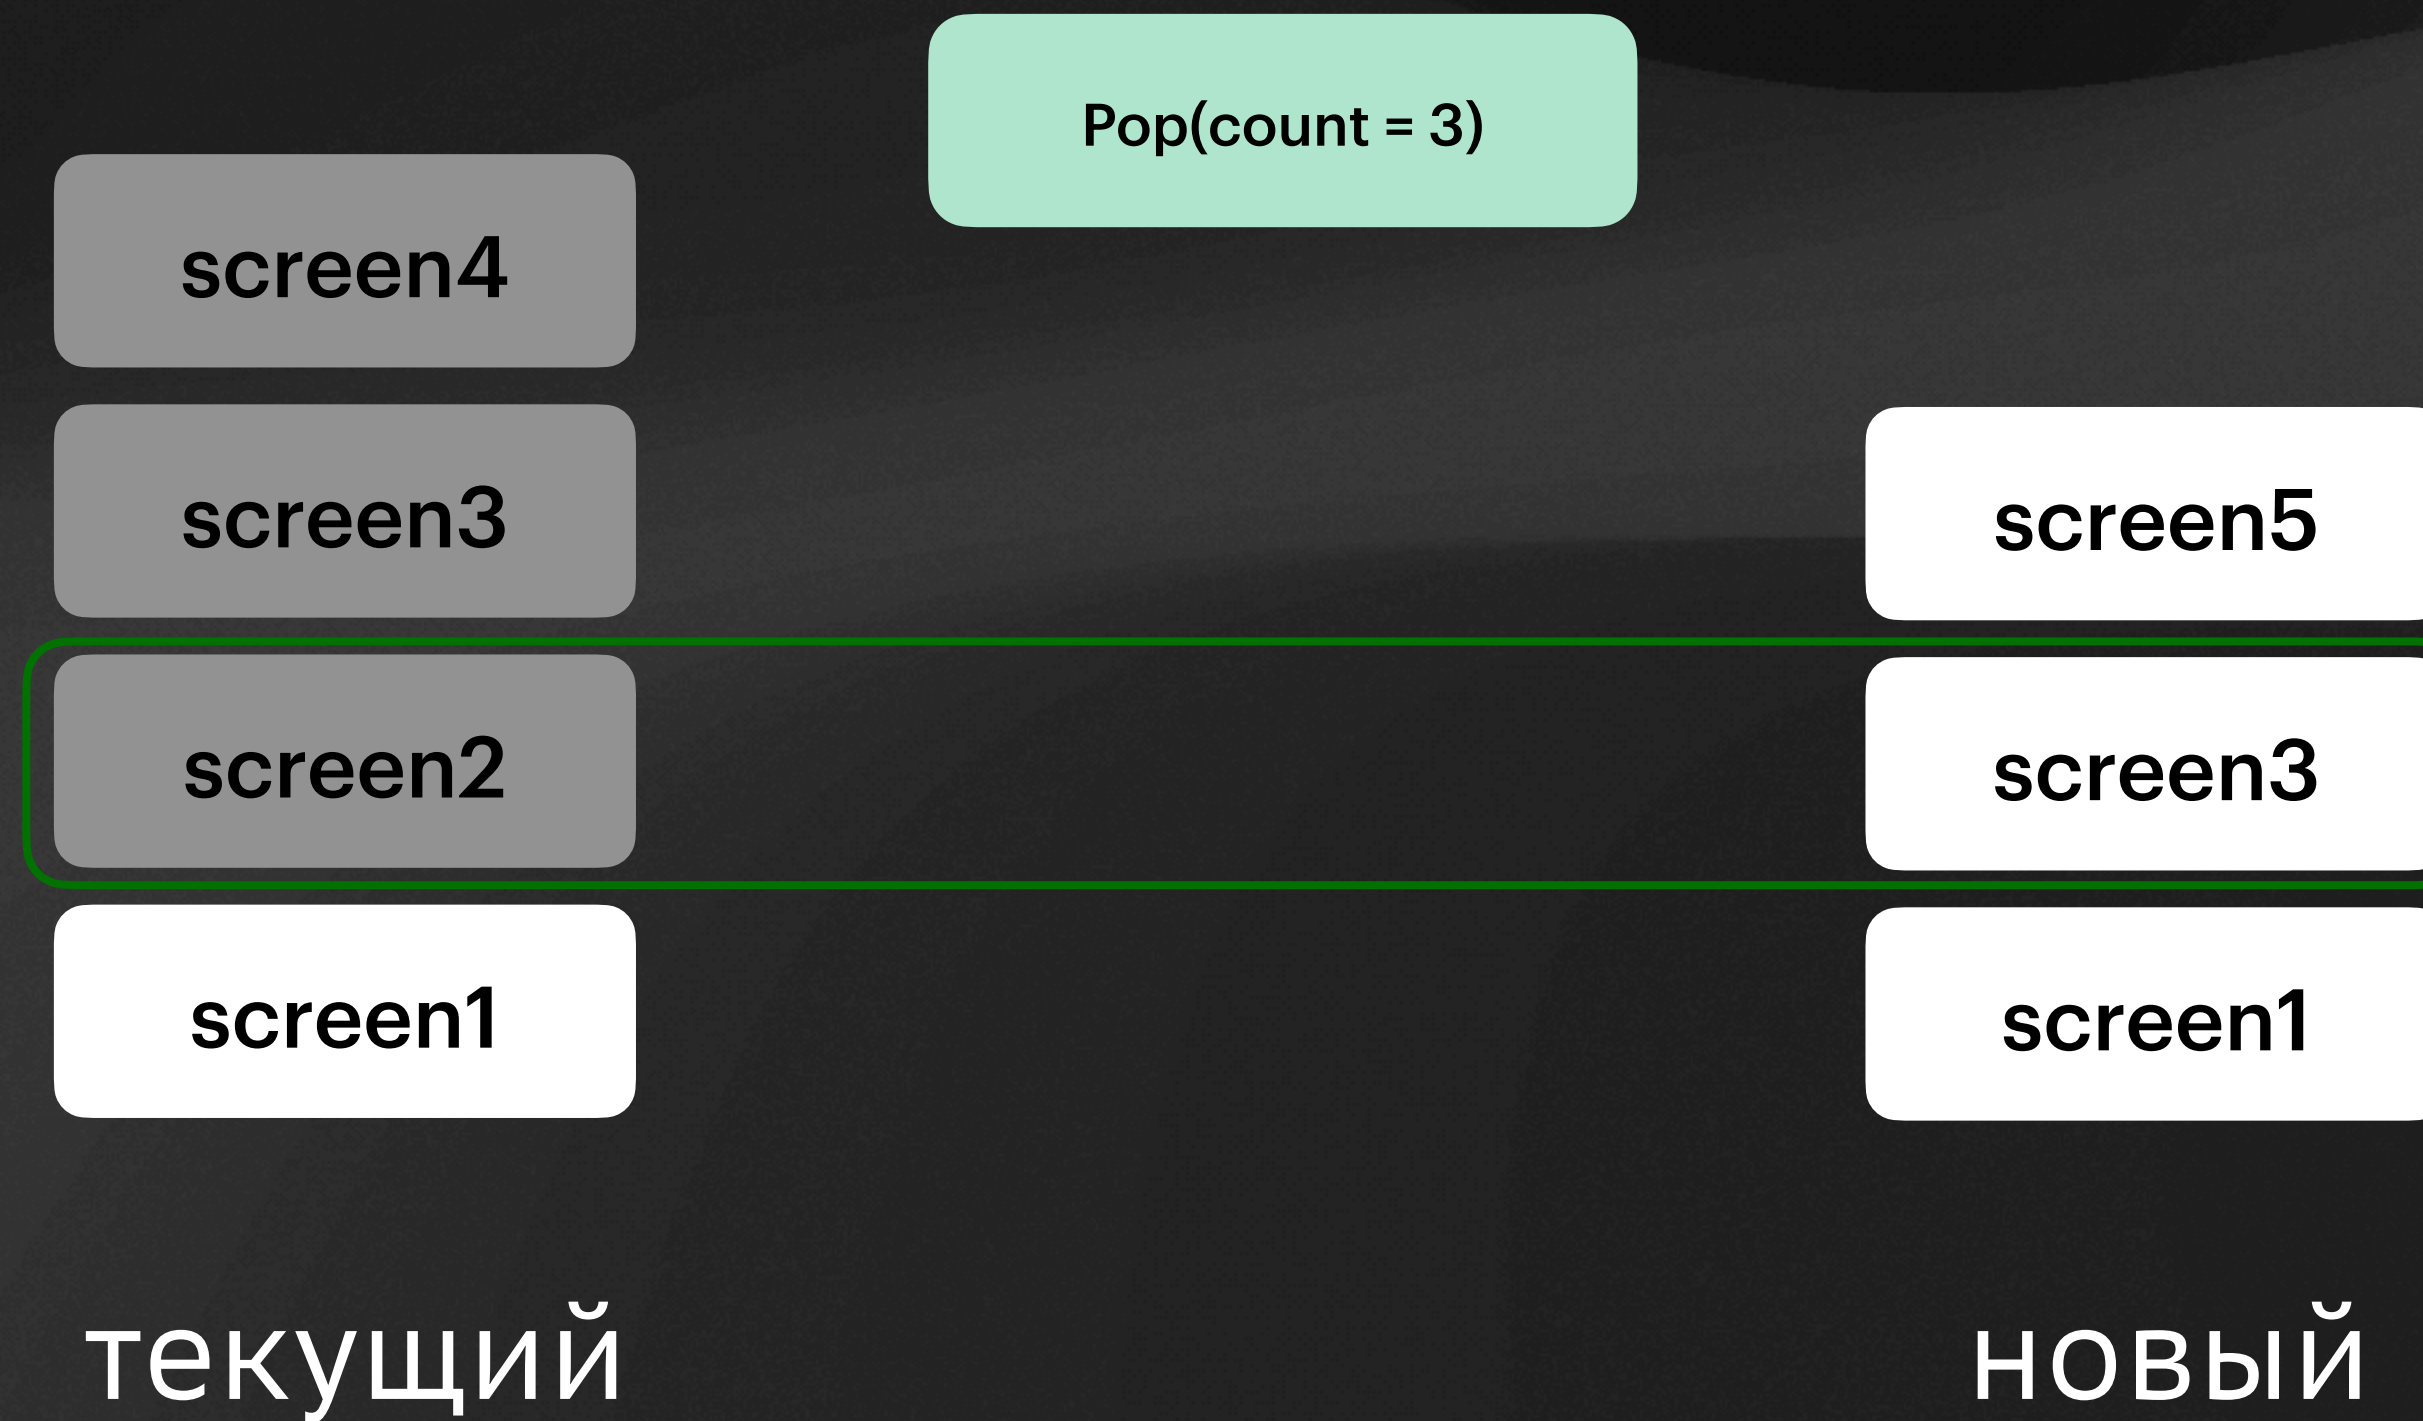 Pop(count = 3)
screen4
screen3
screen5
screen2
screen3
screen1
screen1
текущий
новый